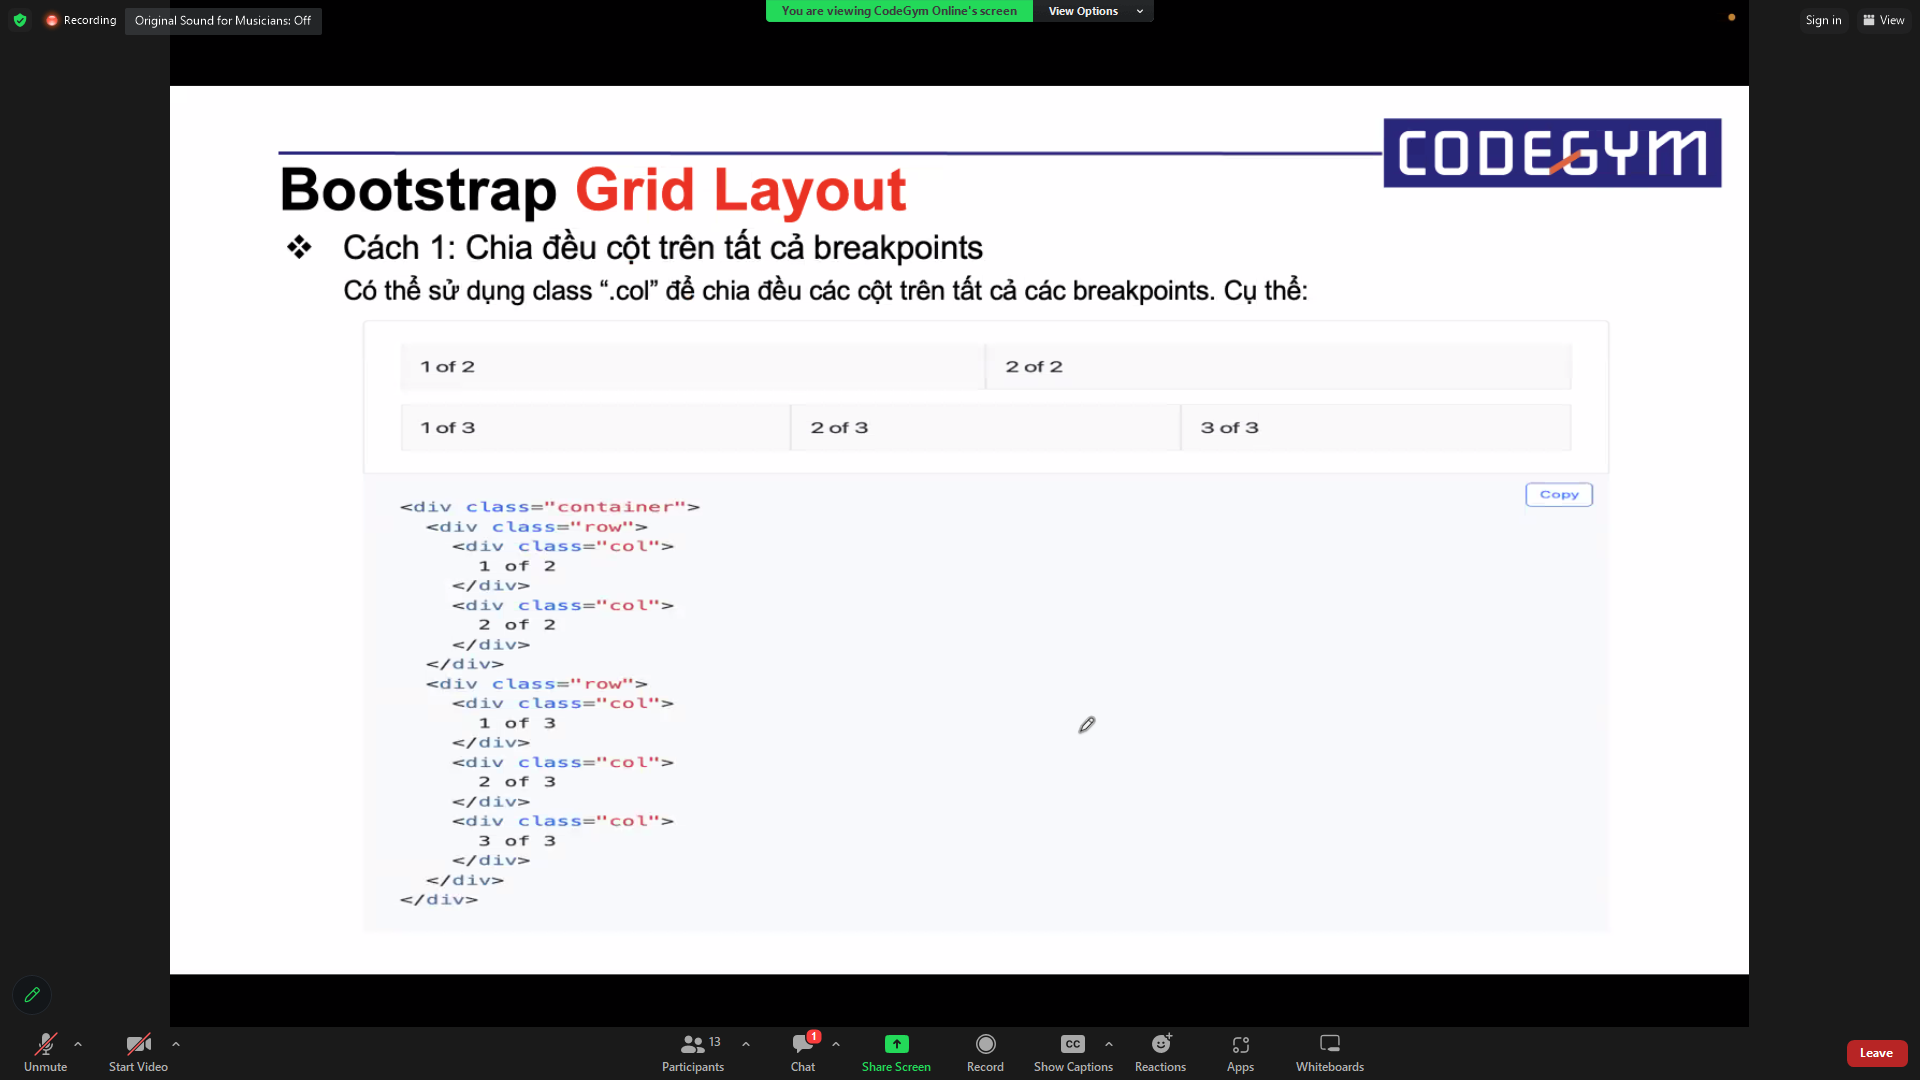 Recording
Original Sound for Musicians: Off
You are viewing CodeGym Online's screen
View Options
Sign in
View
CODEGYM
Bootstrap Grid Layout
❖ Cách 1: Chia đều cột trên tất cả breakpoints
Có thể sử dụng class “.col” để chia đều các cột trên tất cả các breakpoints. Cụ thể:
1 of 2
2 of 2
1 of 3
2 of 3
3 of 3
Copy
<div class="container">
<div class="row">
<div class="col">
1 of 2
</div>
<div class="col">
2 of 2
</div>
</div>
<div class="row">
<div class="col">
1 of 3
</div>
<div class="col">
2 of 3
</div>
<div class="col">
3 of 3
</div>
</div>
</div>
Unmute
Start Video
13
Participants
1
Chat
Share Screen
Record
CC
Show Captions
Reactions
Apps
Whiteboards
Leave